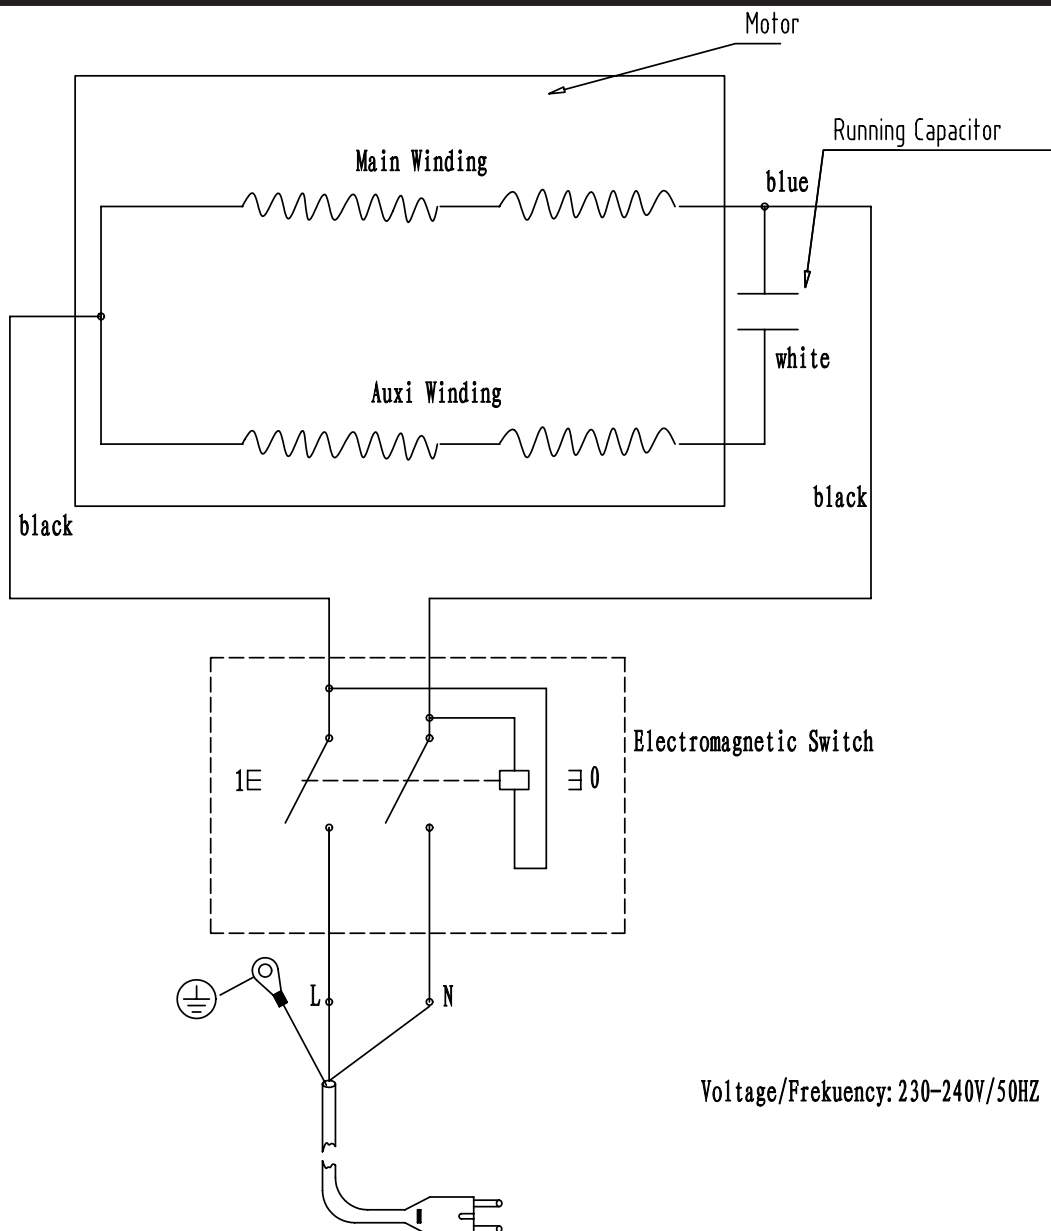 Motor
Running Capacitor
Main Winding
blue
white
Auxi Winding
black
black
Electromagnetic Switch
1
0
L
N
Voltage/Frekuency: 230-240V/50HZ